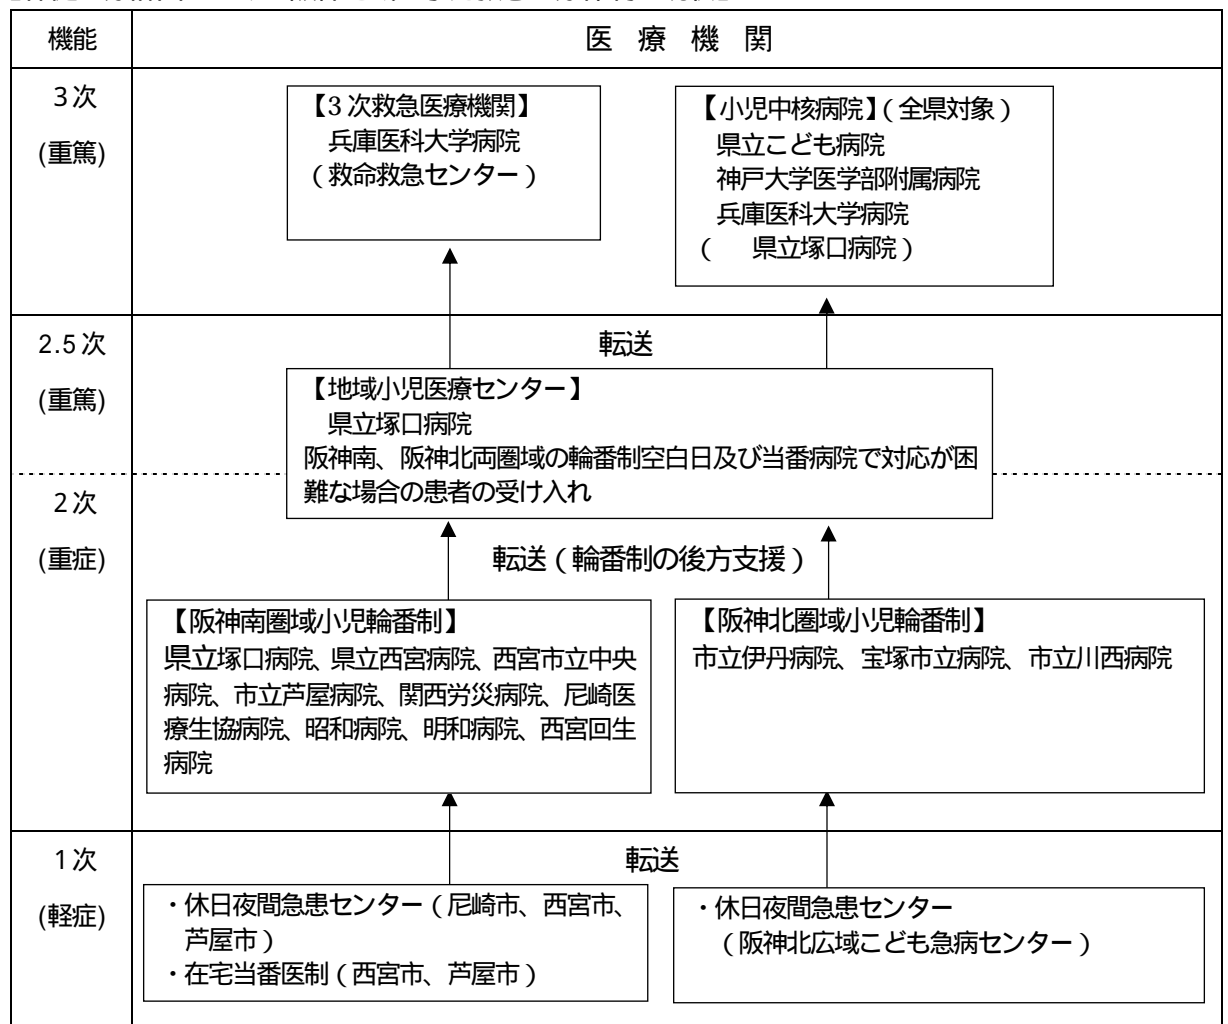 機能
医 療 機 関
3次
(重篤)
【3次救急医療機関】
兵庫医科大学病院
(救命救急センター)
【小児中核病院】(全県対象)
県立こども病院
神戸大学医学部附属病院
兵庫医科大学病院
( 県立塚口病院)
2.5次
(重篤)
転送
【地域小児医療センター】
県立塚口病院
阪神南、阪神北両圏域の輪番制空白日及び当番病院で対応が困
難な場合の患者の受け入れ
2次
(重症)
転送(輪番制の後方支援)
【阪神南圏域小児輪番制】
県立塚口病院、県立西宮病院、西宮市立中央
病院、市立芦屋病院、関西労災病院、尼崎医
療生協病院、昭和病院、明和病院、西宮回生
病院
【阪神北圏域小児輪番制】
市立伊丹病院、宝塚市立病院、市立川西病院
1次
(軽症)
転送
・休日夜間急患センター(尼崎市、西宮市、
芦屋市)
・在宅当番医制(西宮市、芦屋市)
・休日夜間急患センター
(阪神北広域こども急病センター)